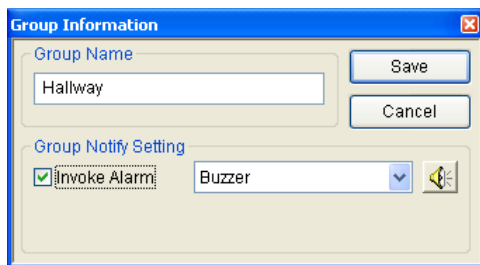 Group Information
Group Name
Save
Hallway
Cancel
Group Notify Setting
Invoke Alarm
Buzzer